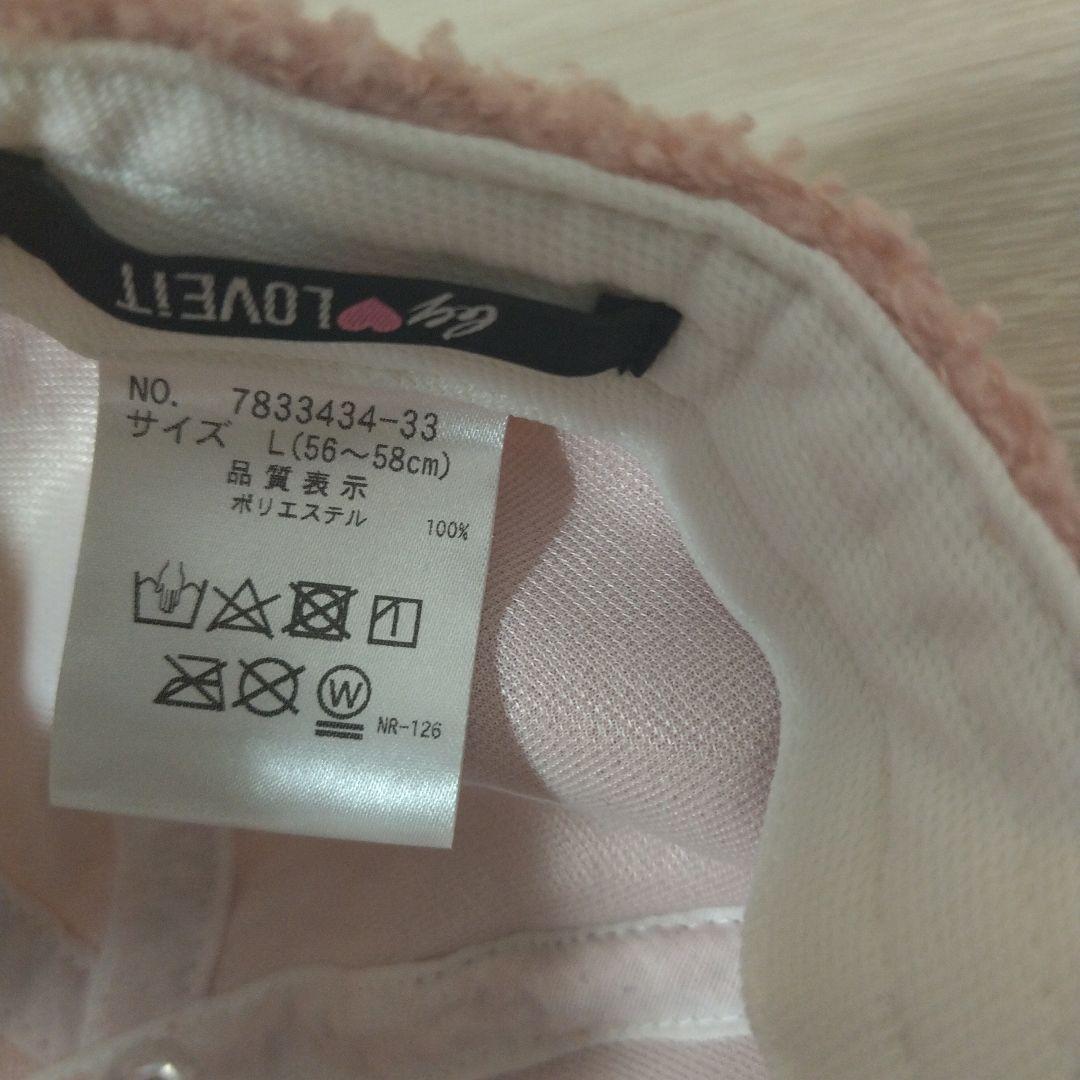 by LOVEiT
NO. 7833434-33
サイズ L(56～58cm)
品質表示
ポリエステル 100%
W
NR-126